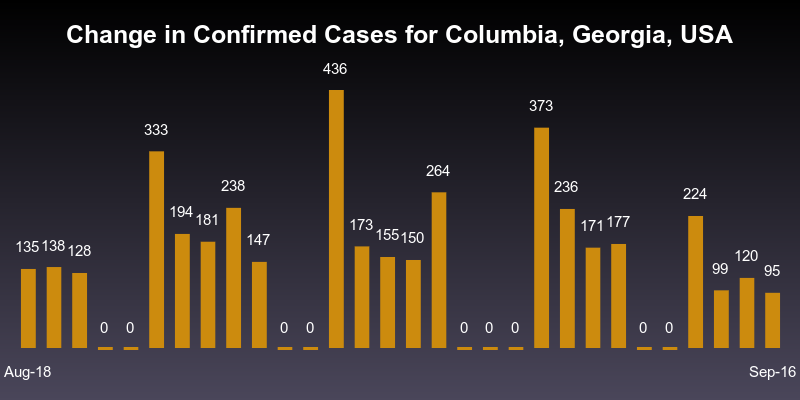 Change in Confirmed Cases for Columbia, Georgia, USA
135 138 128 0 0 333 194 181 238 147 0 0 436 173 155 150 264 0 0 0 373 236 171 177 0 0 224 99 120 95
Aug-18 Sep-16